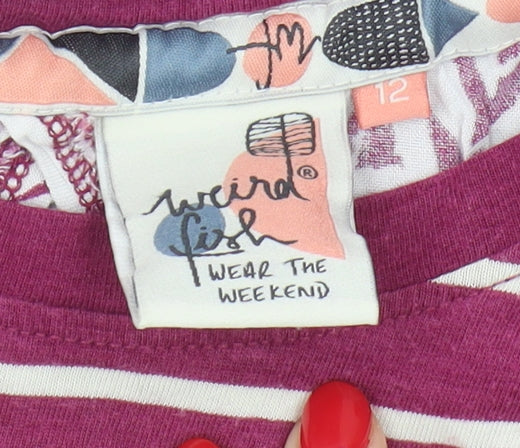 12
weird®
fish
WEAR THE
WEEKEND